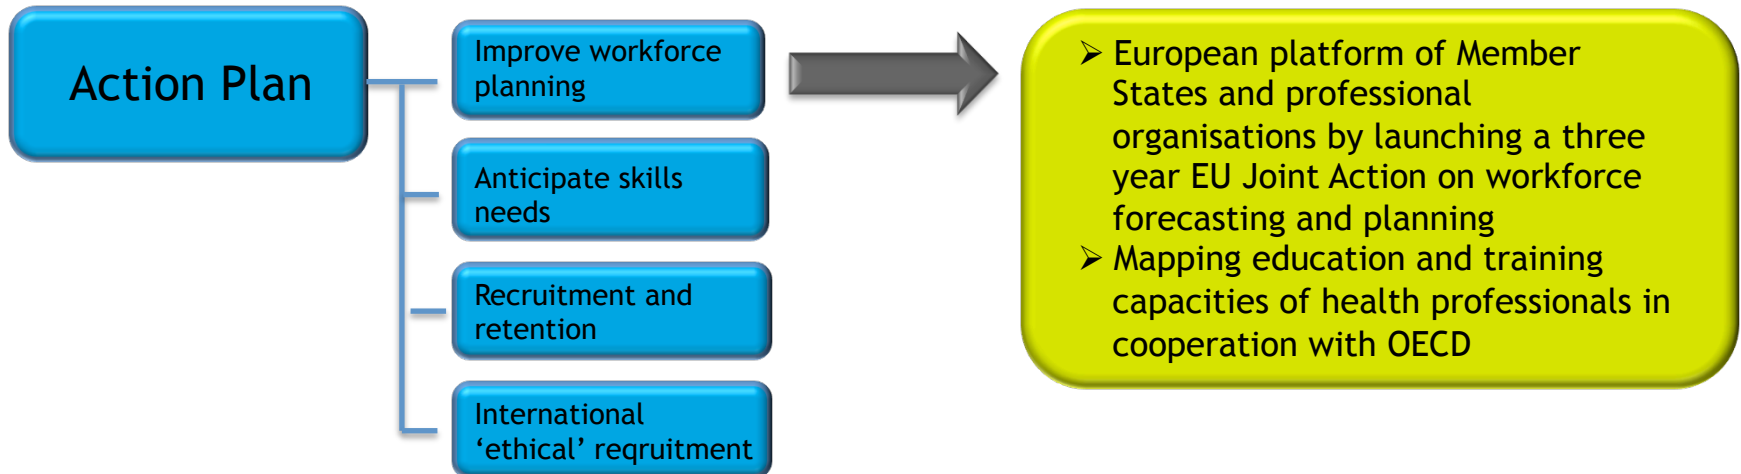 Action Plan
Improve workforce
planning
Anticipate skills
needs
Recruitment and
retention
International
‘ethical’ reqruitment
➢ European platform of Member
States and professional
organisations by launching a three
year EU Joint Action on workforce
forecasting and planning
➢ Mapping education and training
capacities of health professionals in
cooperation with OECD